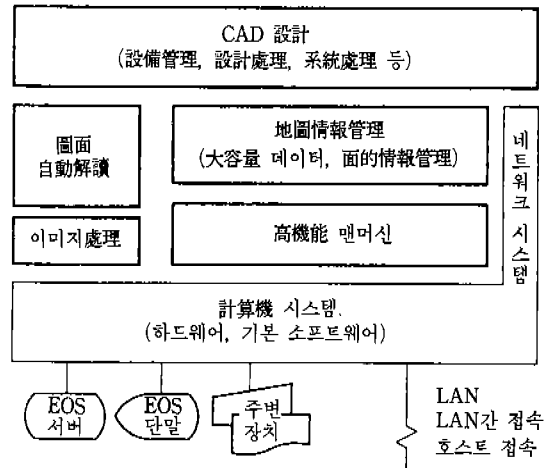 CAD 設計
(設備管理, 設計處理, 系統處理 등)
圖面
自動解讀
地圖情報管理
(大容量 데이터, 面的情報管理)
네트워크 시스템
이미지處理
高機能 맨머신
計算機 시스템.
(하드웨어, 기본 소프트웨어)
EOS
서버
EOS
단말
주변
장치
LAN
LAN간 접속
호스트 접속